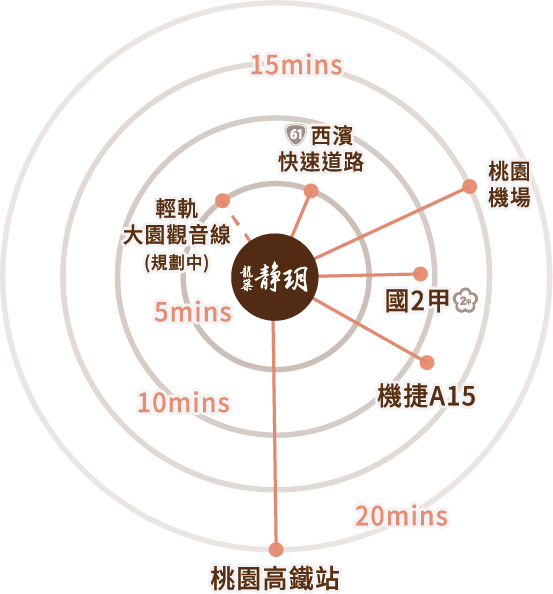 15mins
61 西濱
快速道路
桃園
機場
輕軌
大園觀音線
(規劃中)
龍築 靜玥
國2甲 2甲
5mins
機捷A15
10mins
20mins
桃園高鐵站